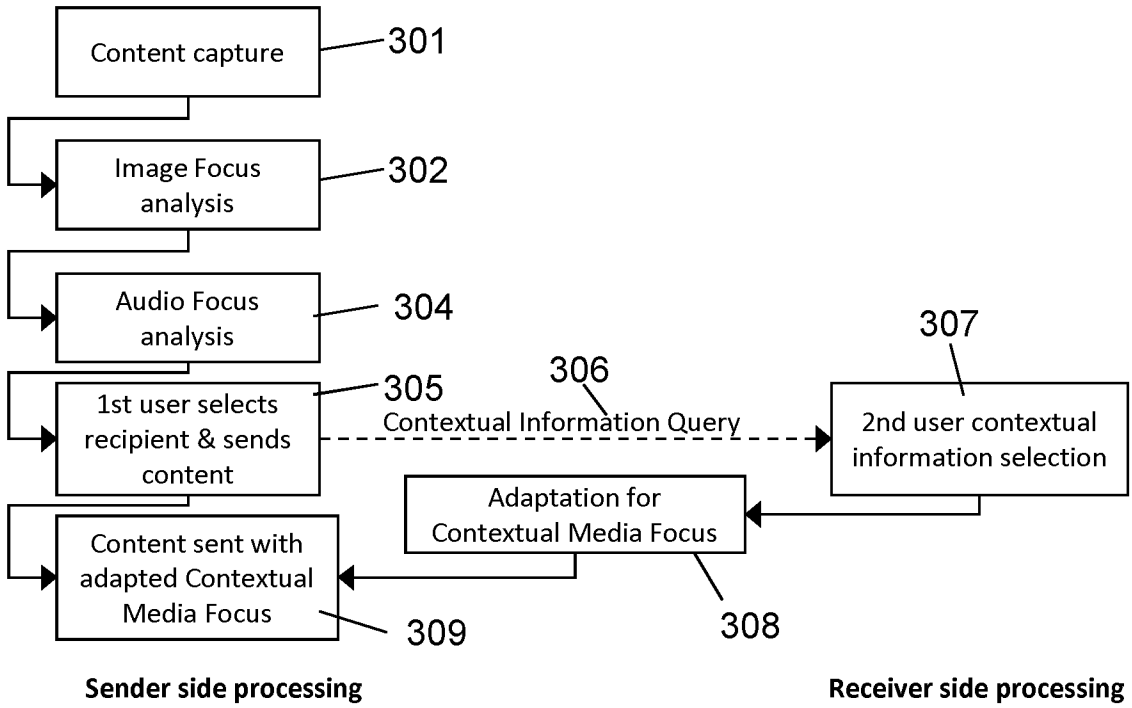 Content capture
301
Image Focus
analysis
302
Audio Focus
analysis
304
1st user selects
recipient & sends
content
305
306
Contextual Information Query
307
2nd user contextual
information selection
Adaptation for
Contextual Media Focus
308
Content sent with
adapted Contextual
Media Focus
309
Sender side processing
Receiver side processing